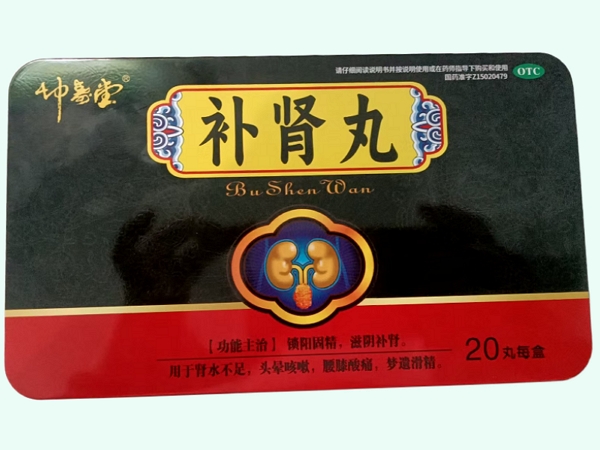 坤壽堂®
请仔细阅读说明书并按说明使用或在药师指导下购买和使用
国药准字Z15020479
OTC
补肾丸
Bu Shen Wan
【功能主治】 锁阳固精，滋阴补肾。
用于肾水不足，头晕咳嗽，腰膝酸痛，梦遗滑精。
20丸每盒